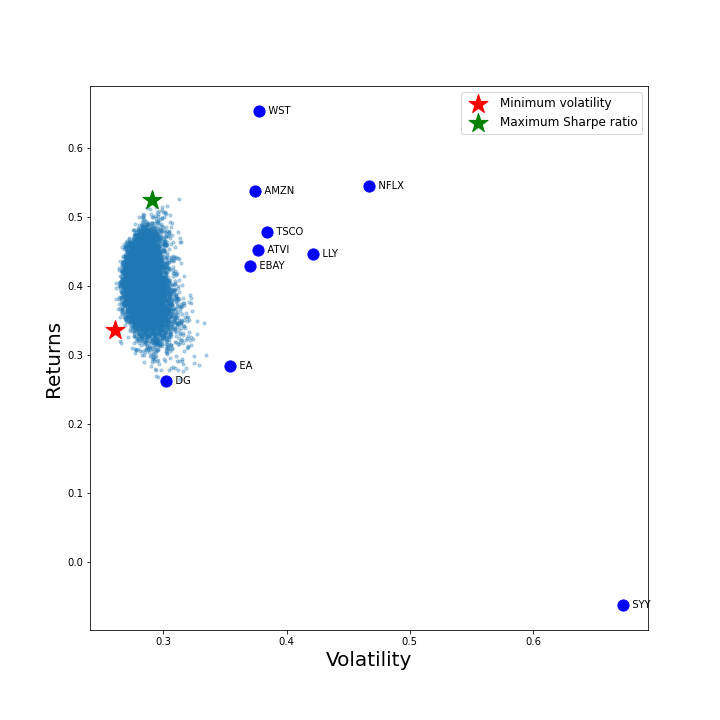 Minimum volatility
Maximum Sharpe ratio
WST
0.6
AMZN
NFLX
0.5
TSCO
ATVI
LLY
EBAY
0.4
0.3
EA
DG
0.2
0.1
0.0
SYY
Returns
0.3 0.4 0.5 0.6
Volatility